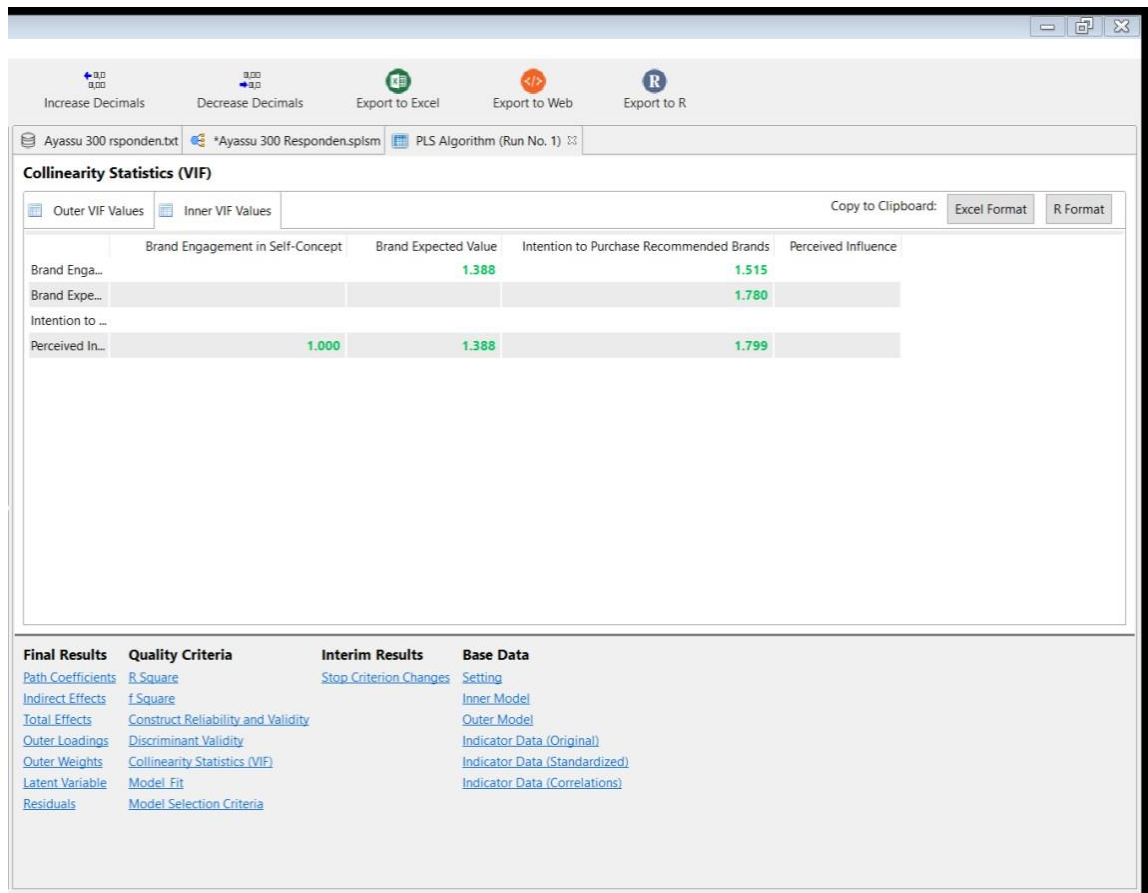 Increase Decimals Decrease Decimals Export to Excel Export to Web Export to R
Ayassu 300 rsponden.txt *Ayassu 300 Responden.splsm PLS Algorithm (Run No. 1)
Collinearity Statistics (VIF)
Outer VIF Values Inner VIF Values Copy to Clipboard: Excel Format R Format
Brand Engagement in Self-Concept Brand Expected Value Intention to Purchase Recommended Brands Perceived Influence
Brand Enga... 1.388 1.515
Brand Expe... 1.780
Intention to ...
Perceived In... 1.000 1.388 1.799
Final Results Quality Criteria Interim Results Base Data
Path Coefficients R Square Stop Criterion Changes Setting
Indirect Effects f Square Inner Model
Total Effects Construct Reliability and Validity Outer Model
Outer Loadings Discriminant Validity Indicator Data (Original)
Outer Weights Collinearity Statistics (VIF) Indicator Data (Standardized)
Latent Variable Model_Fit Indicator Data (Correlations)
Residuals Model Selection Criteria